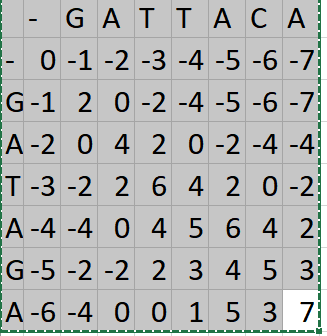 - G A T T A C A
- 0 -1 -2 -3 -4 -5 -6 -7
G -1 2 0 -2 -4 -5 -6 -7
A -2 0 4 2 0 -2 -4 -4
T -3 -2 2 6 4 2 0 -2
A -4 -4 0 4 5 6 4 2
G -5 -2 -2 2 3 4 5 3
A -6 -4 0 0 1 5 3 7